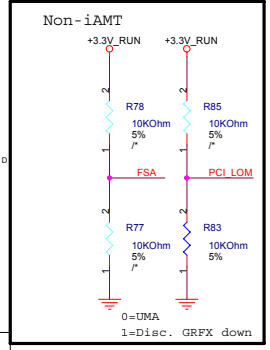 Non-iAMT
+3.3V_RUN +3.3V_RUN
2 2
R78 R85
10KOhm 10KOhm
5% 5%
/* /*
1 1
D
FSA PCI_LOM
2 2
R77 R83
10KOhm 10KOhm
5% 5%
/*
1 1
0=UMA
1=Disc. GRFX down